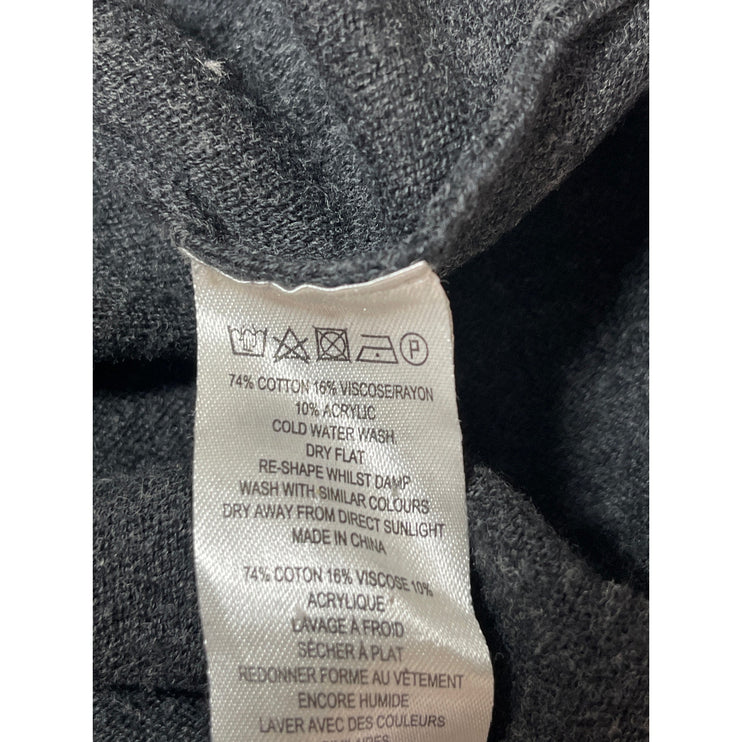 P
74% COTTON 16% VISCOSE/RAYON
10% ACRYLIC
COLD WATER WASH
DRY FLAT
RE-SHAPE WHILST DAMP
WASH WITH SIMILAR COLOURS
DRY AWAY FROM DIRECT SUNLIGHT
MADE IN CHINA
74% COTON 16% VISCOSE 10%
ACRYLIQUE
LAVAGE À FROID
SÉCHER À PLAT
REDONNER FORME AU VÊTEMENT
ENCORE HUMIDE
LAVER AVEC DES COULEURS